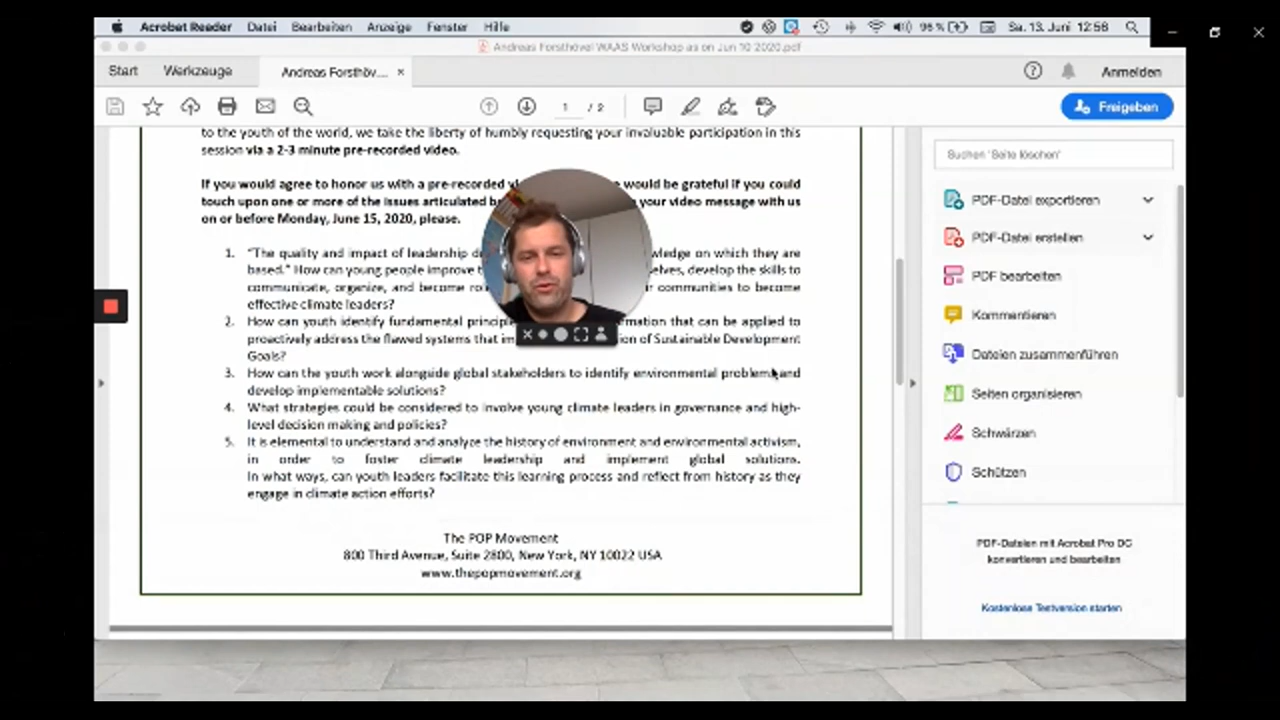 Acrobat Reader Datei Bearbeiten Anzeige Fenster Hilfe 96% Sa. 13. Juni 12:56
Andreas Forsthövel WAAS Workshop as on Jun 10 2020.pdf
Start Werkzeuge Andreas Forsthöv... × Anmelden
1 / 2 Freigeben
to the youth of the world, we take the liberty of humbly requesting your invaluable participation in this
session via a 2-3 minute pre-recorded video.
If you would agree to honor us with a pre-recorded would be grateful if you could
touch upon one or more of the issues articulated your video message with us
on or before Monday, June 15, 2020, please.
1. "The quality and impact of leadership on which they are
based." How can young people improve develop the skills to
communicate, organize, and become communities to become
effective climate leaders?
2. How can youth identify fundamental that can be applied to
proactively address the flawed systems that of Sustainable Development
Goals?
3. How can the youth work alongside global stakeholders to identify environmental problems and
develop implementable solutions?
4. What strategies could be considered to involve young climate leaders in governance and high-
level decision making and policies?
5. It is elemental to understand and analyze the history of environment and environmental activism,
in order to foster climate leadership and implement global solutions.
In what ways, can youth leaders facilitate this learning process and reflect from history as they
engage in climate action efforts?
The POP Movement
800 Third Avenue, Suite 2800, New York, NY 10022 USA
www.thepopmovement.org
Suchen 'Seite löschen'
PDF-Datei exportieren
PDF-Datei erstellen
PDF bearbeiten
Kommentieren
Dateien zusammenführen
Seiten organisieren
Schwärzen
Schützen
PDF-Dateien mit Acrobat Pro DC
konvertieren und bearbeiten
Kostenlose Testversion starten